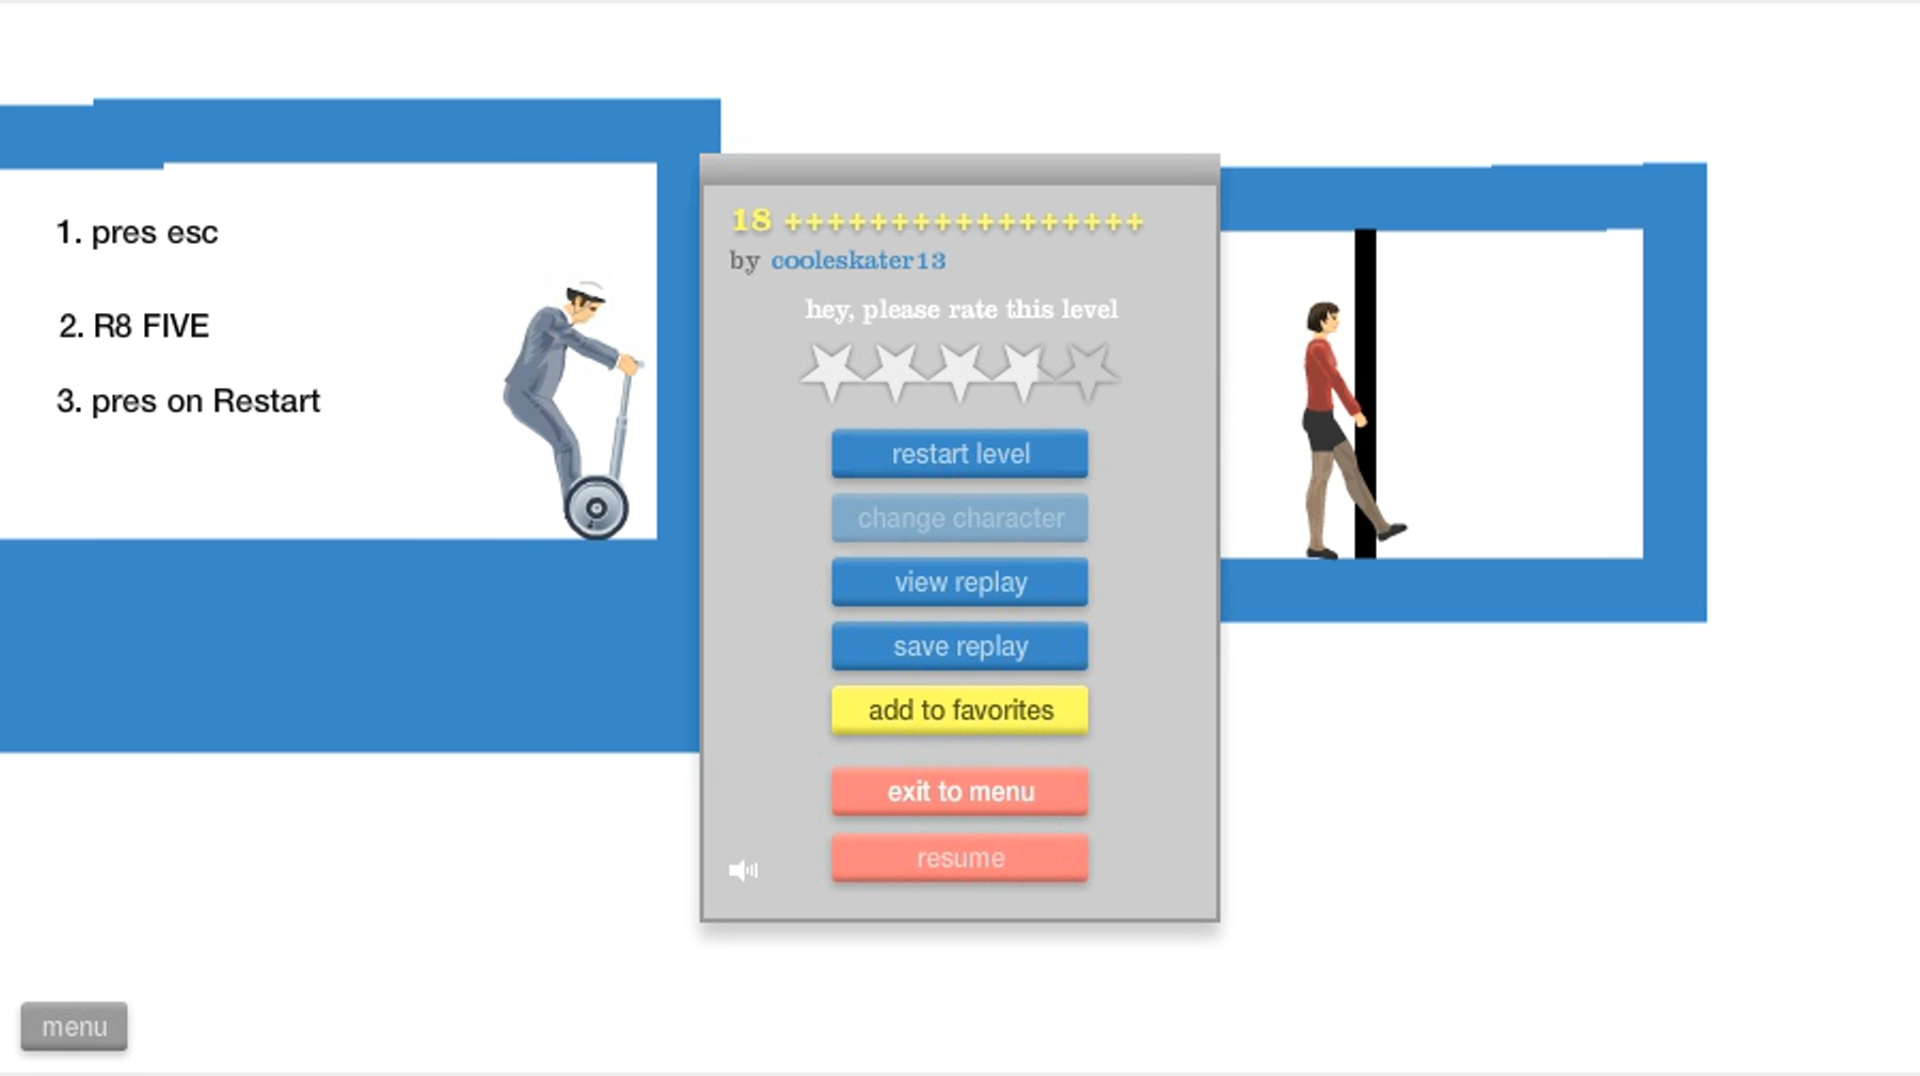 1. pres esc
2. R8 FIVE
3. pres on Restart
18 +++++++++++++++++
by cooleskater13
hey, please rate this level
restart level
change character
view replay
save replay
add to favorites
exit to menu
resume
menu